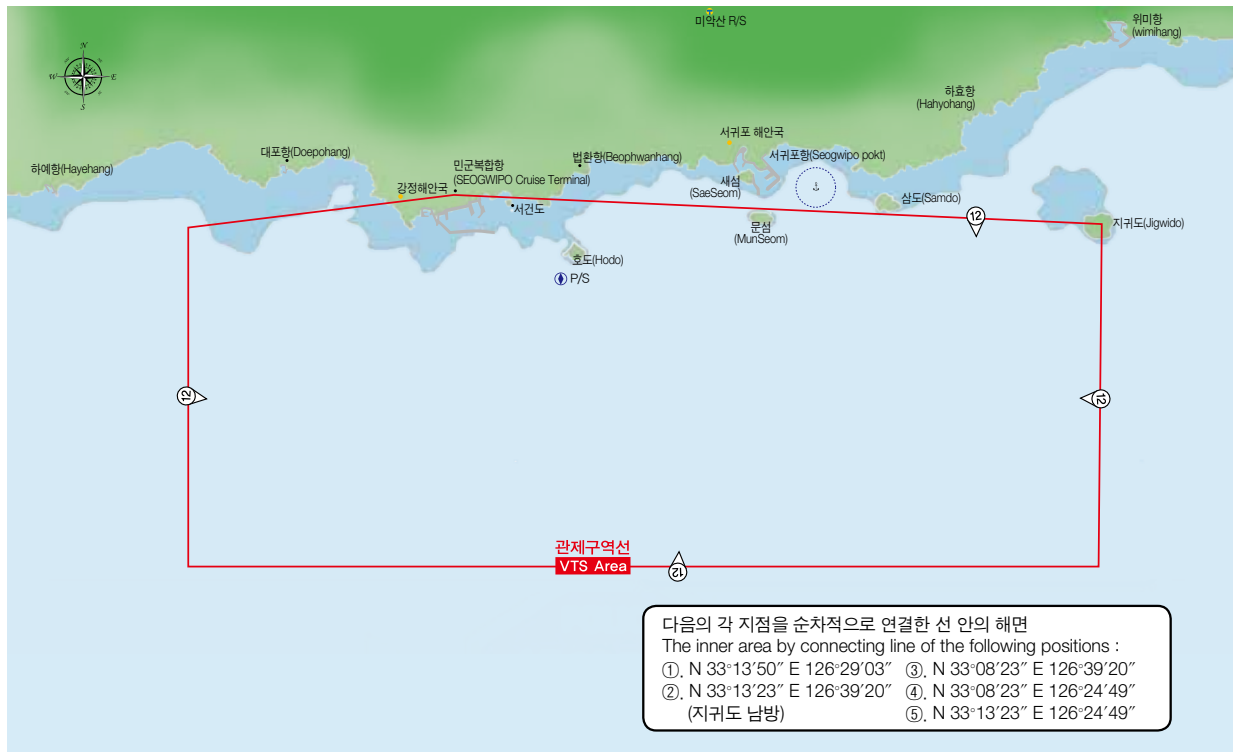 미악산 R/S
위미항
(wimihang)
N
W
E
S
하효항
(Hahyohang)
서귀포 해안국
대포항(Doepohang)
민군복합항
(SEOGWIPO Cruise Terminal)
법환항(Beophwanhang)
서귀포항(Seogwipo pokt)
하예항(Hayehang)
강정해안국
새섬
(SaeSeom)
삼도(Samdo)
서건도
12
문섬
(MunSeom)
지귀도(Jigwido)
호도(Hodo)
P/S
12
12
관제구역선
VTS Area
12
다음의 각 지점을 순차적으로 연결한 선 안의 해면
The inner area by connecting line of the following positions :
①. N 33°13′50″ E 126°29′03″ ③. N 33°08′23″ E 126°39′20″
②. N 33°13′23″ E 126°39′20″ ④. N 33°08′23″ E 126°24′49″
(지귀도 남방) ⑤. N 33°13′23″ E 126°24′49″